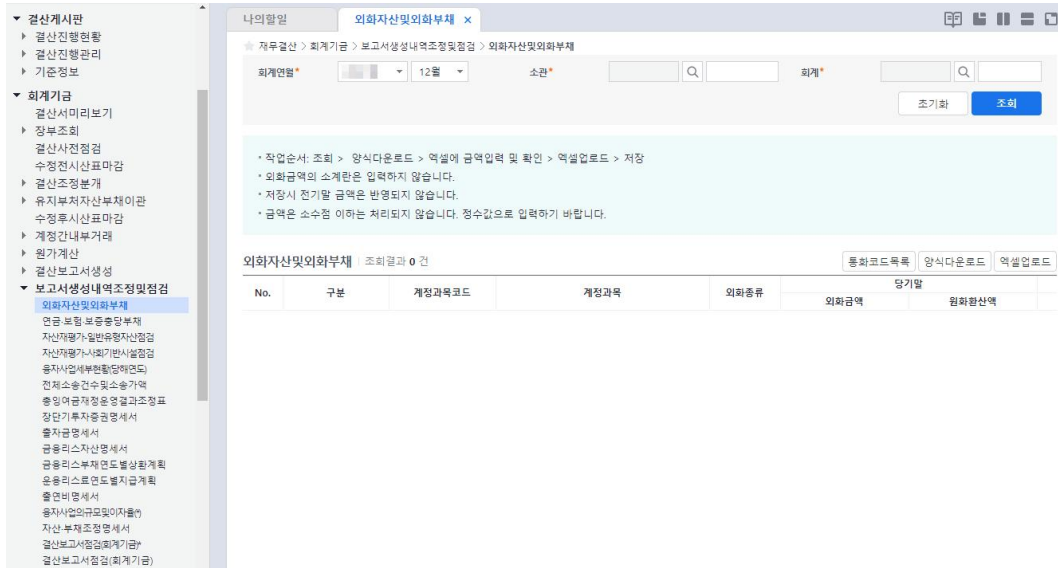 결산게시판
결산진행현황
결산진행관리
기준정보
회계기금
결산서미리보기
장부조회
결산사전점검
수정전시산표마감
결산조정분개
유지부처자산부채이관
수정후시산표마감
계정간내부거래
원가계산
결산보고서생성
보고서생성내역조정및점검
외화자산및외화부채
연금·보험·보증충당부채
자산재평가-일반유형자산점검
자산재평가-사회기반시설점검
융자사업세부현황(당해연도)
전체소송건수및소송가액
총잉여금재정운영결과조정표
장단기투자증권명세서
출자금명세서
금융리스자산명세서
금융리스부채연도별상환계획
운용리스료연도별지급계획
출연비명세서
융자사업의규모및이자율(*)
자산·부채조정명세서
결산보고서점검(회계기금)*
결산보고서점검(회계기금)
나의할일 외화자산및외화부채 ×
재무결산 > 회계기금 > 보고서생성내역조정및점검 > 외화자산및외화부채
회계연월* 12월 소관* 회계*
초기화 조회
• 작업순서: 조회 > 양식다운로드 > 엑셀에 금액입력 및 확인 > 엑셀업로드 > 저장
• 외화금액의 소계란은 입력하지 않습니다.
• 저장시 전기말 금액은 반영되지 않습니다.
• 금액은 소수점 이하는 처리되지 않습니다. 정수값으로 입력하기 바랍니다.
외화자산및외화부채 조회결과 0 건 통화코드목록 양식다운로드 엑셀업로드
No. 구분 계정과목코드 계정과목 외화종류 당기말
외화금액 원화환산액